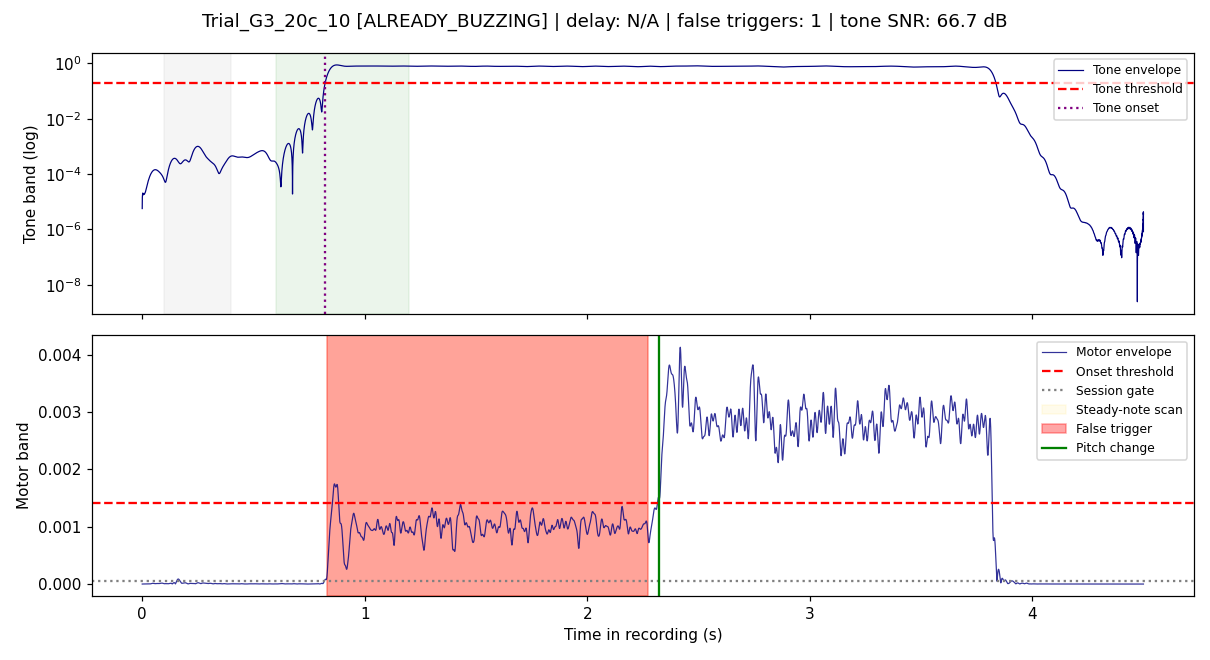 Trial_G3_20c_10 [ALREADY_BUZZING] | delay: N/A | false triggers: 1 | tone SNR: 66.7 dB
Tone band (log)
10^0
10^-2
10^-4
10^-6
10^-8
Tone envelope
Tone threshold
Tone onset
Motor band
0.004
0.003
0.002
0.001
0.000
Motor envelope
Onset threshold
Session gate
Steady-note scan
False trigger
Pitch change
0 1 2 3 4
Time in recording (s)